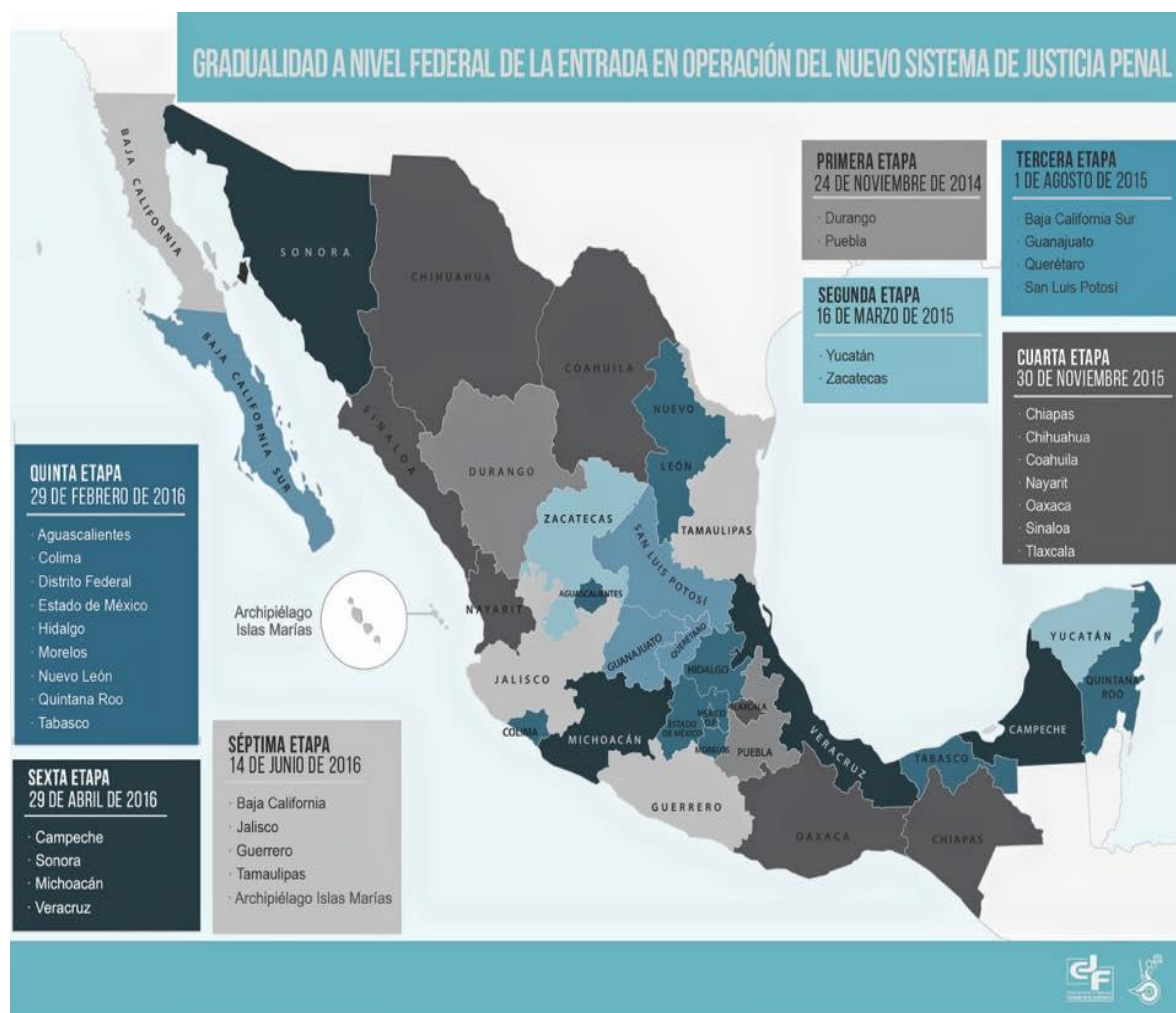 GRADUALIDAD A NIVEL FEDERAL DE LA ENTRADA EN OPERACIÓN DEL NUEVO SISTEMA DE JUSTICIA PENAL
PRIMERA ETAPA
24 DE NOVIEMBRE DE 2014
· Durango
· Puebla
TERCERA ETAPA
1 DE AGOSTO DE 2015
· Baja California Sur
· Guanajuato
· Querétaro
· San Luis Potosí
SEGUNDA ETAPA
16 DE MARZO DE 2015
· Yucatán
· Zacatecas
CUARTA ETAPA
30 DE NOVIEMBRE 2015
· Chiapas
· Chihuahua
· Coahuila
· Nayarit
· Oaxaca
· Sinaloa
· Tlaxcala
QUINTA ETAPA
29 DE FEBRERO DE 2016
· Aguascalientes
· Colima
· Distrito Federal
· Estado de México
· Hidalgo
· Morelos
· Nuevo León
· Quintana Roo
· Tabasco
SEXTA ETAPA
29 DE ABRIL DE 2016
· Campeche
· Sonora
· Michoacán
· Veracruz
SÉPTIMA ETAPA
14 DE JUNIO DE 2016
· Baja California
· Jalisco
· Guerrero
· Tamaulipas
· Archipiélago Islas Marías
BAJA CALIFORNIA
SONORA
CHIHUAHUA
COAHUILA
BAJA CALIFORNIA SUR
SINALOA
DURANGO
NUEVO
LEÓN
ZACATECAS
TAMAULIPAS
SAN LUIS POTOSÍ
AGUASCALIENTES
NAYARIT
Archipiélago
Islas Marías
JALISCO
GUANAJUATO
QUERÉTARO
HIDALGO
COLIMA
MICHOACÁN
ESTADO
DE MÉXICO
MÉXICO
MORELOS
TLAXCALA
PUEBLA
VERACRUZ
GUERRERO
OAXACA
CHIAPAS
TABASCO
CAMPECHE
YUCATÁN
QUINTANA
ROO
CJF